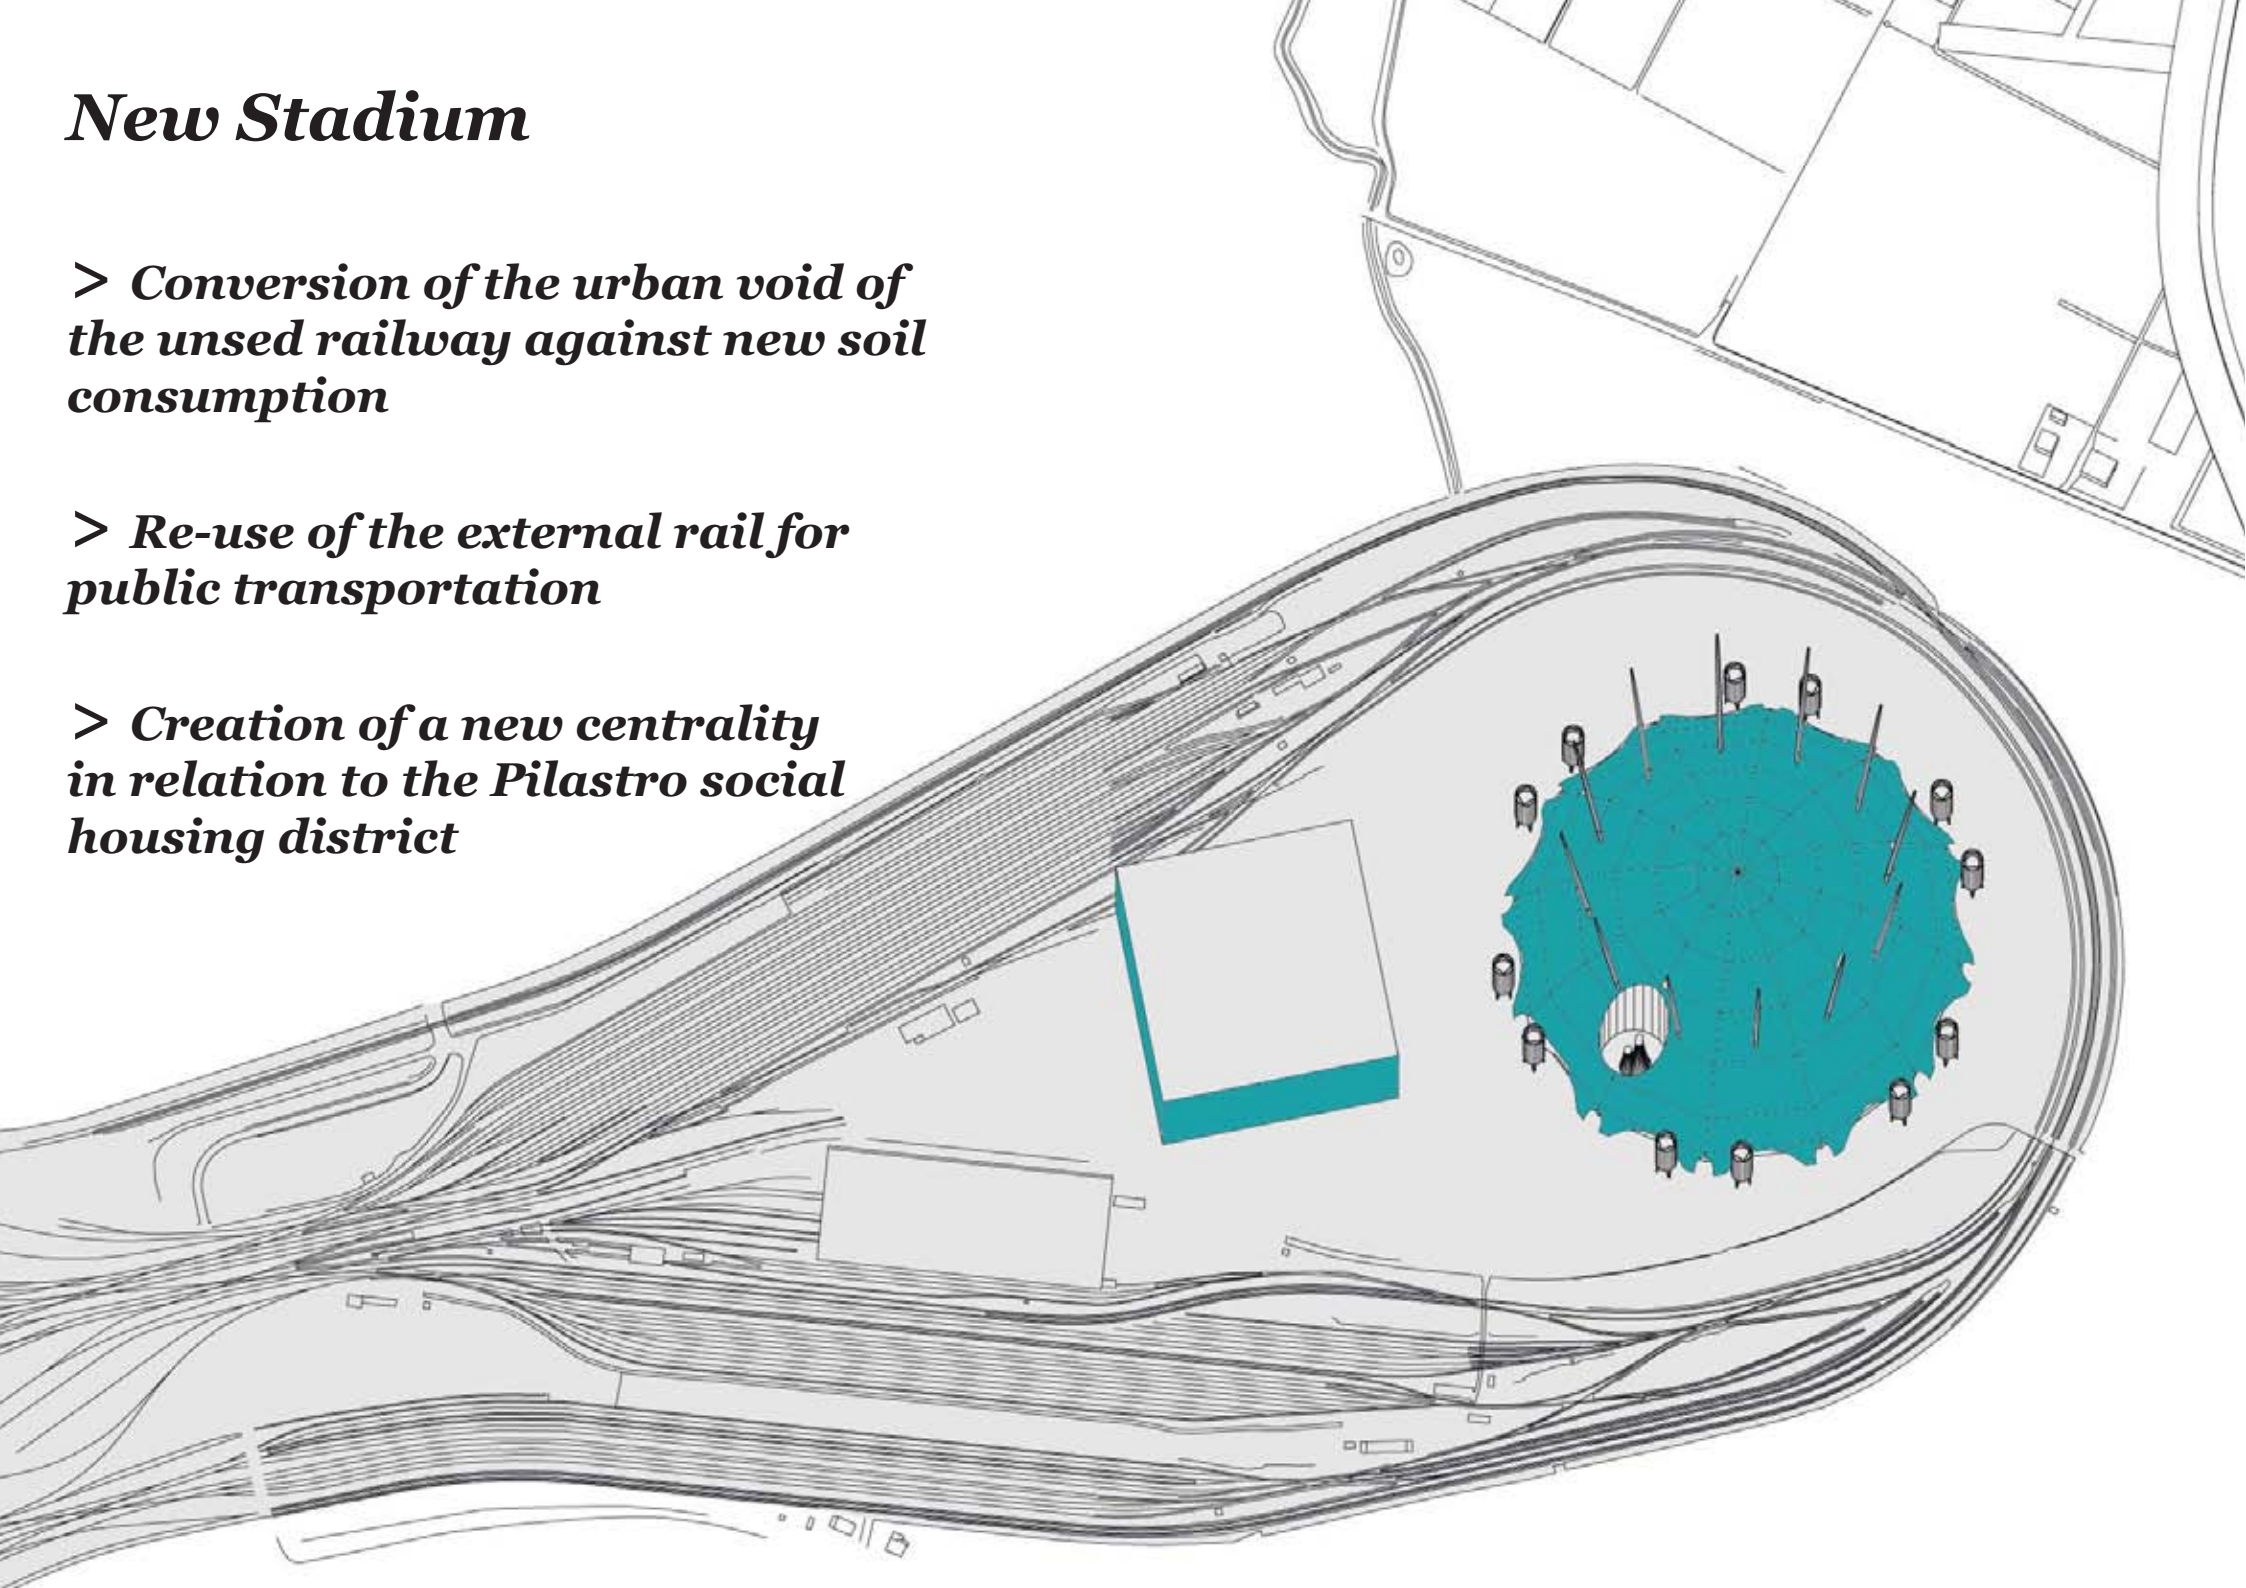 New Stadium
> Conversion of the urban void of
the unsed railway against new soil
consumption
> Re-use of the external rail for
public transportation
> Creation of a new centrality
in relation to the Pilastro social
housing district